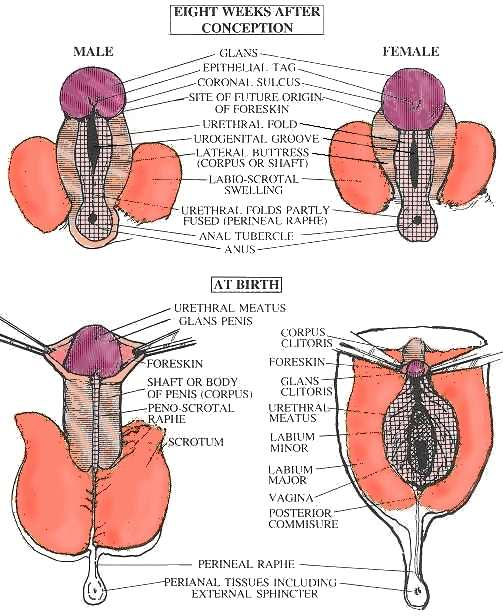 EIGHT WEEKS AFTER
CONCEPTION
MALE
FEMALE
GLANS
EPITHELIAL TAG
CORONAL SULCUS
SITE OF FUTURE ORIGIN
OF FORESKIN
URETHRAL FOLD
UROGENITAL GROOVE
LATERAL BUTTRESS
(CORPUS OR SHAFT)
LABIO-SCROTAL
SWELLING
URETHRAL FOLDS PARTLY
FUSED (PERINEAL RAPHE)
ANAL TUBERCLE
ANUS
AT BIRTH
URETHRAL MEATUS
GLANS PENIS
FORESKIN
SHAFT OR BODY
OF PENIS (CORPUS)
PENO-SCROTAL
RAPHE
SCROTUM
CORPUS
CLITORIS
FORESKIN
GLANS
CLITORIS
URETHRAL
MEATUS
LABIUM
MINOR
LABIUM
MAJOR
VAGINA
POSTERIOR
COMMISURE
PERINEAL RAPHE
PERIANAL TISSUES INCLUDING
EXTERNAL SPHINCTER